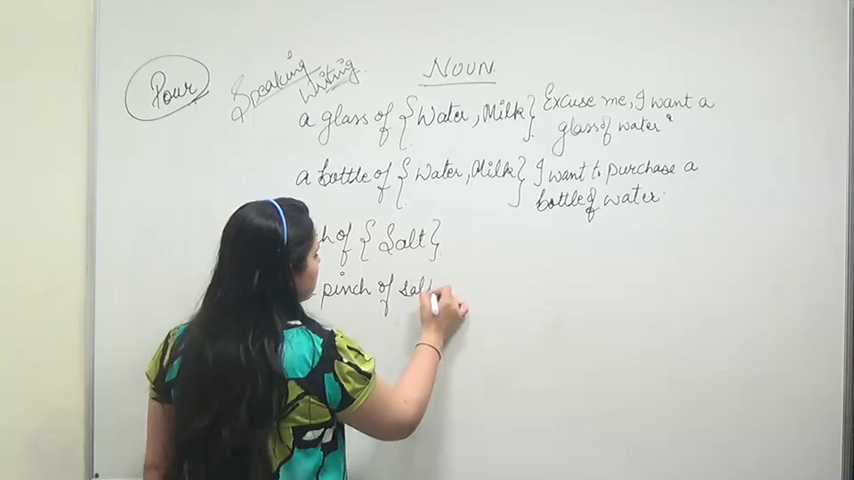 NOUN
Pour
Speaking
Writing
a glass of { Water, Milk } Excuse me, I want a
glass of water"
a bottle of { Water, Milk } I want to purchase a
bottle of water.
of { Salt }
pinch of salt